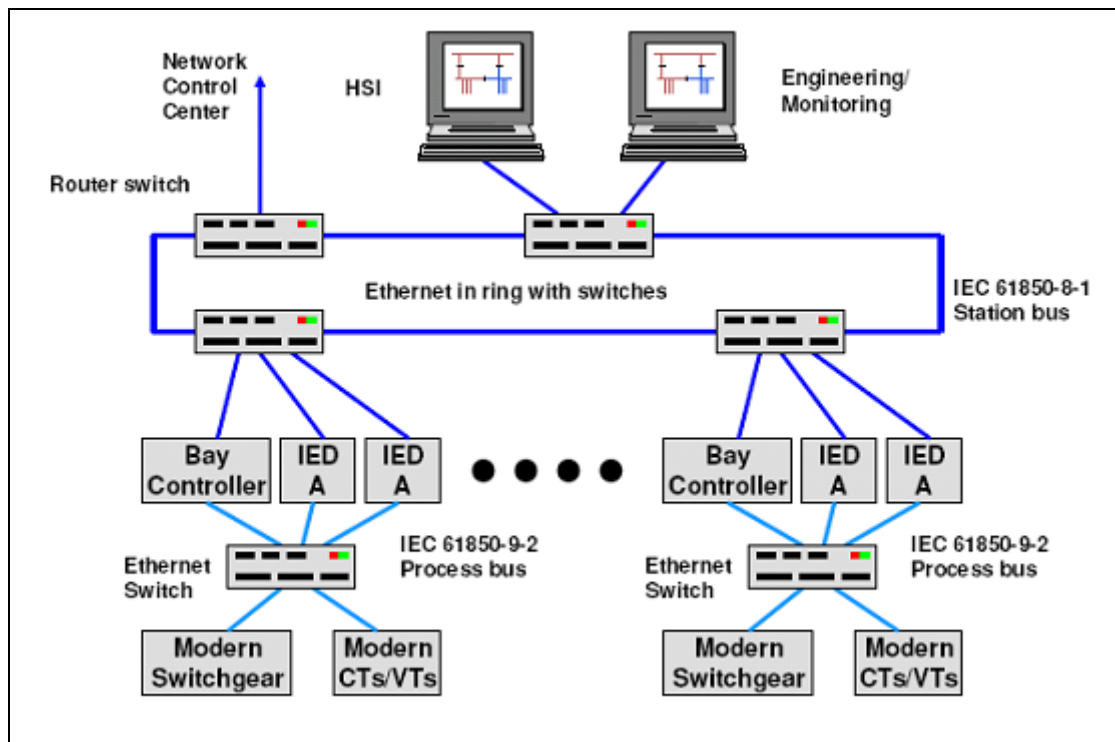 Network
Control
Center
HSI
Engineering/
Monitoring
Router switch
Ethernet in ring with switches
IEC 61850-8-1
Station bus
Bay
Controller
IED
A
IED
A
Bay
Controller
IED
A
IED
A
Ethernet
Switch
IEC 61850-9-2
Process bus
Ethernet
Switch
IEC 61850-9-2
Process bus
Modern
Switchgear
Modern
CTs/VTs
Modern
Switchgear
Modern
CTs/VTs